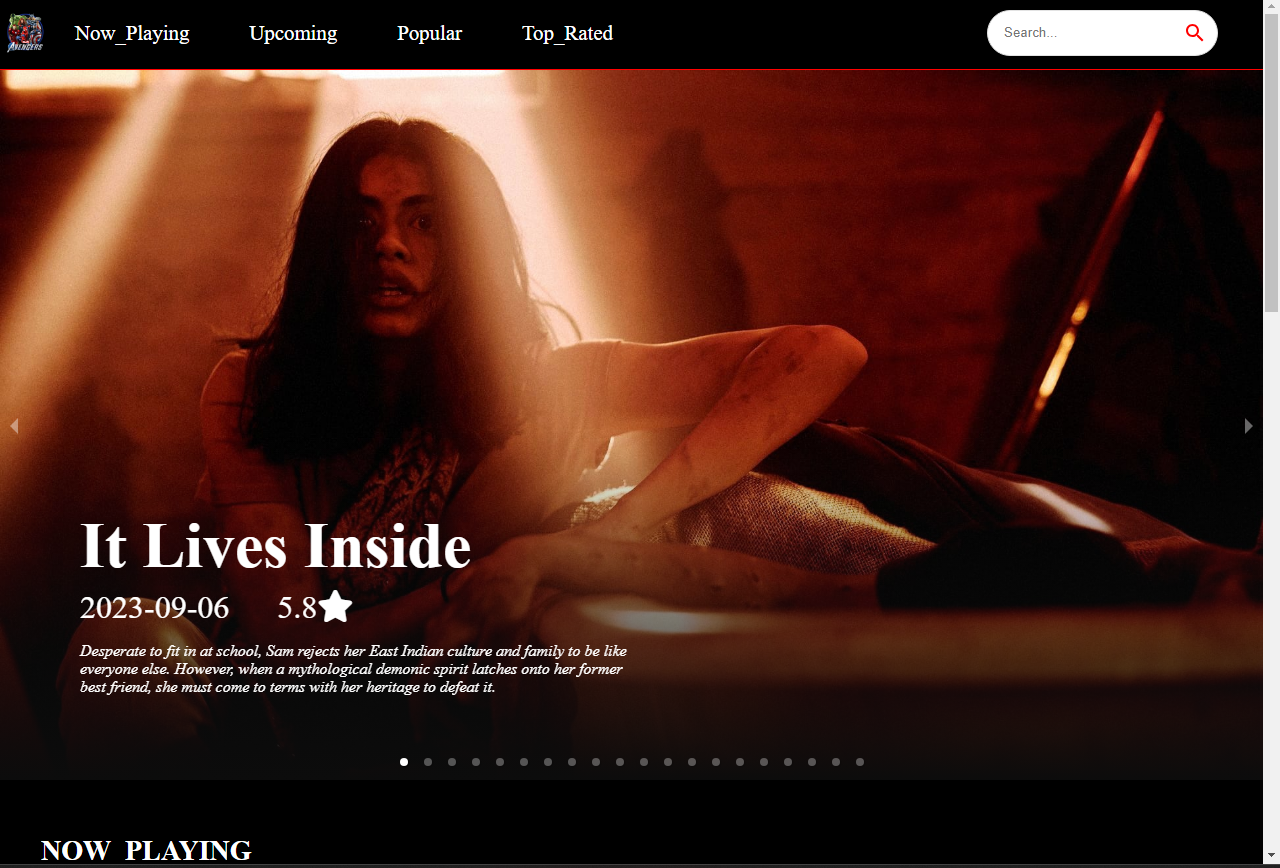 AVENGERS
Now_Playing
Upcoming
Popular
Top_Rated
Search...
It Lives Inside
2023-09-06 5.8
Desperate to fit in at school, Sam rejects her East Indian culture and family to be like
everyone else. However, when a mythological demonic spirit latches onto her former
best friend, she must come to terms with her heritage to defeat it.
NOW_PLAYING